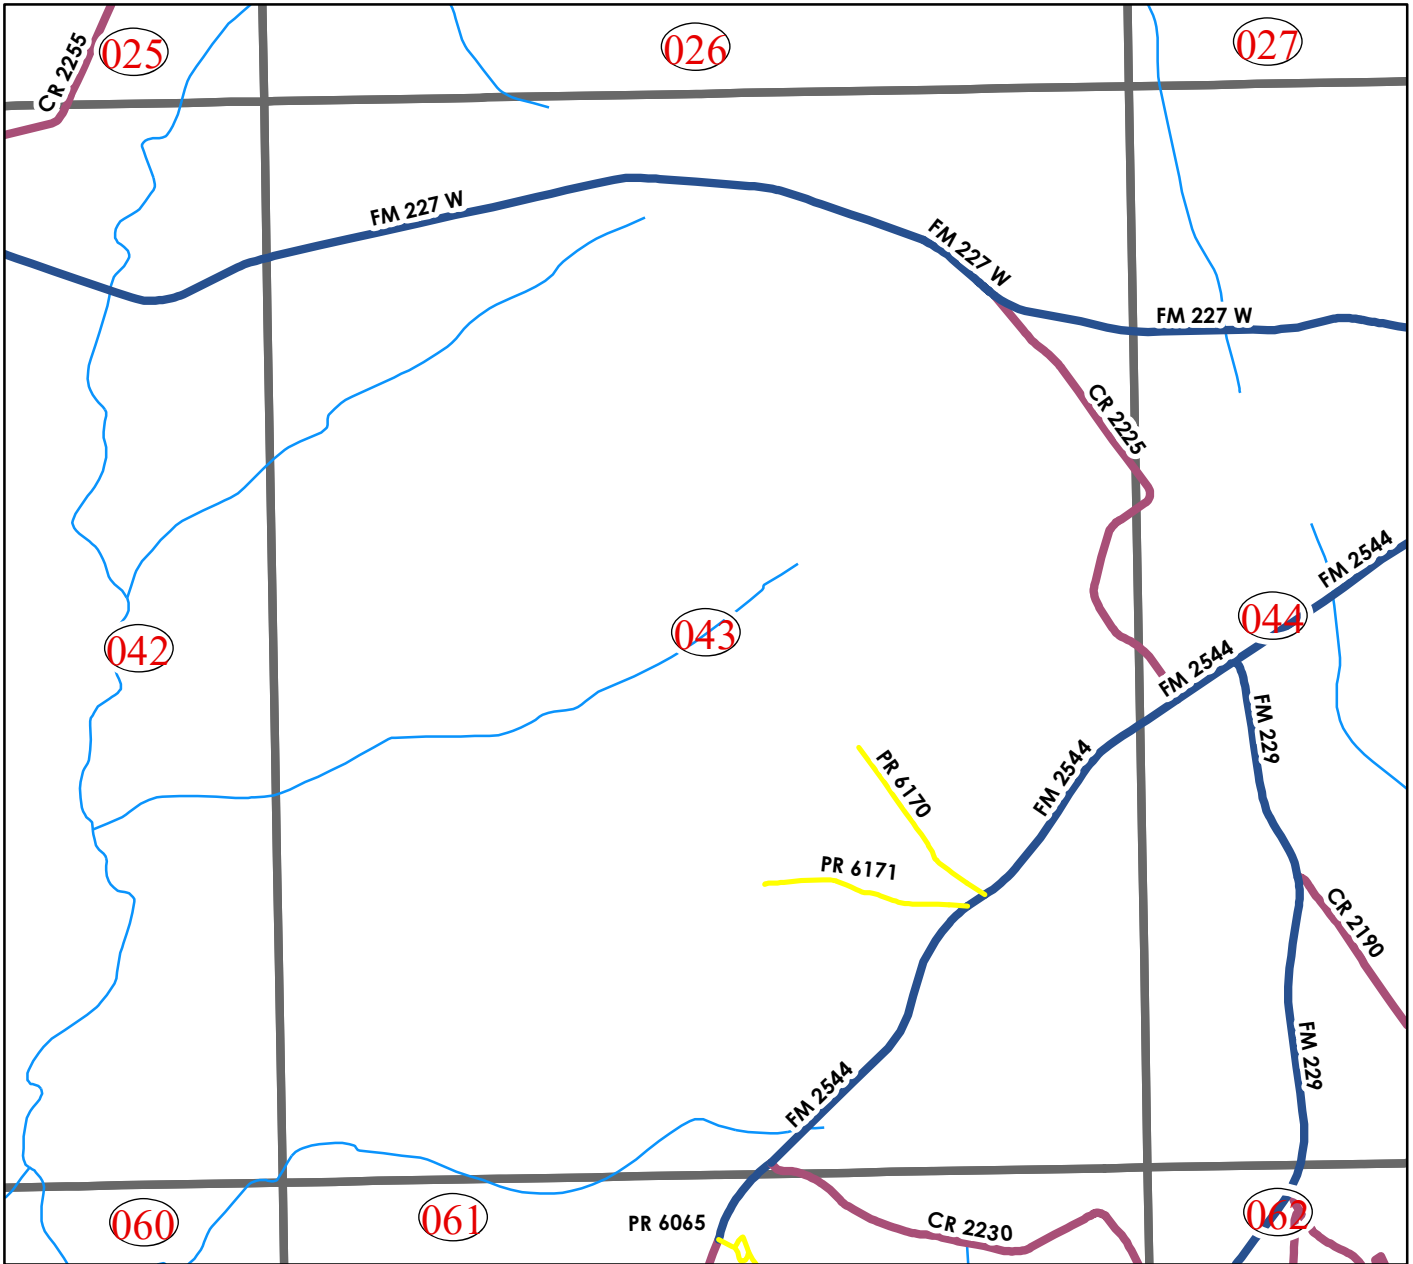 025
026
027
CR 2255
FM 227 W
FM 227 W
FM 227 W
CR 2225
FM 2544
042
043
044
FM 2544
FM 229
FM 2544
PR 6170
PR 6171
CR 2190
FM 229
FM 2544
060
061
PR 6065
CR 2230
062